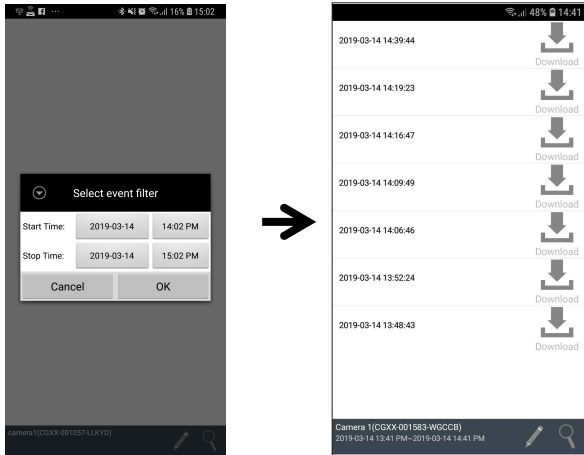 16% 15:02
Select event filter
Start Time: 2019-03-14 14:02 PM
Stop Time: 2019-03-14 15:02 PM
Cancel OK
camera1(CGXX-001057-LLKYD)
48% 14:41
2019-03-14 14:39:44
Download
2019-03-14 14:19:23
Download
2019-03-14 14:16:47
Download
2019-03-14 14:09:49
Download
2019-03-14 14:06:46
Download
2019-03-14 13:52:24
Download
2019-03-14 13:48:43
Download
Camera 1(CGXX-001583-WGCCB)
2019-03-14 13:41 PM~2019-03-14 14:41 PM